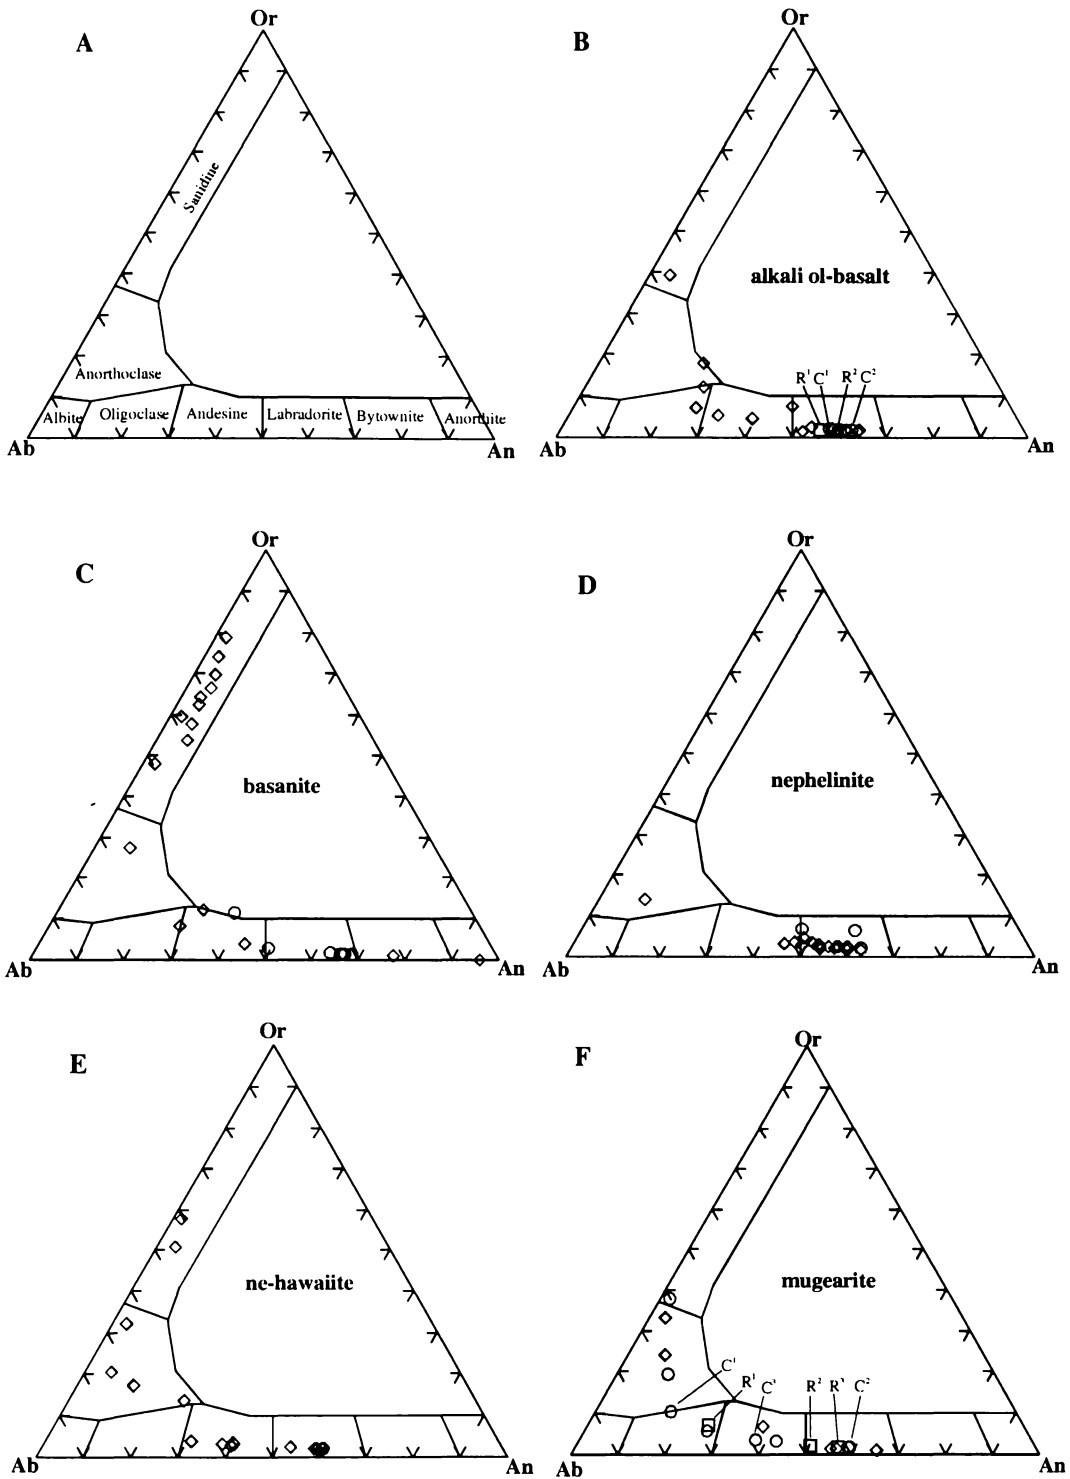 Or
A
Sanidine
Anorthoclase
Albite Oligoclase Andesine Labradorite Bytownite Anorthite
Ab An
Or
B
alkali ol-basalt
R¹ C¹ R² C²
Ab An
Or
C
basanite
Ab An
Or
D
nephelinite
Ab An
Or
E
ne-hawaiite
Ab An
Or
F
mugearite
C¹ R¹ C³ R² R³ C²
Ab An